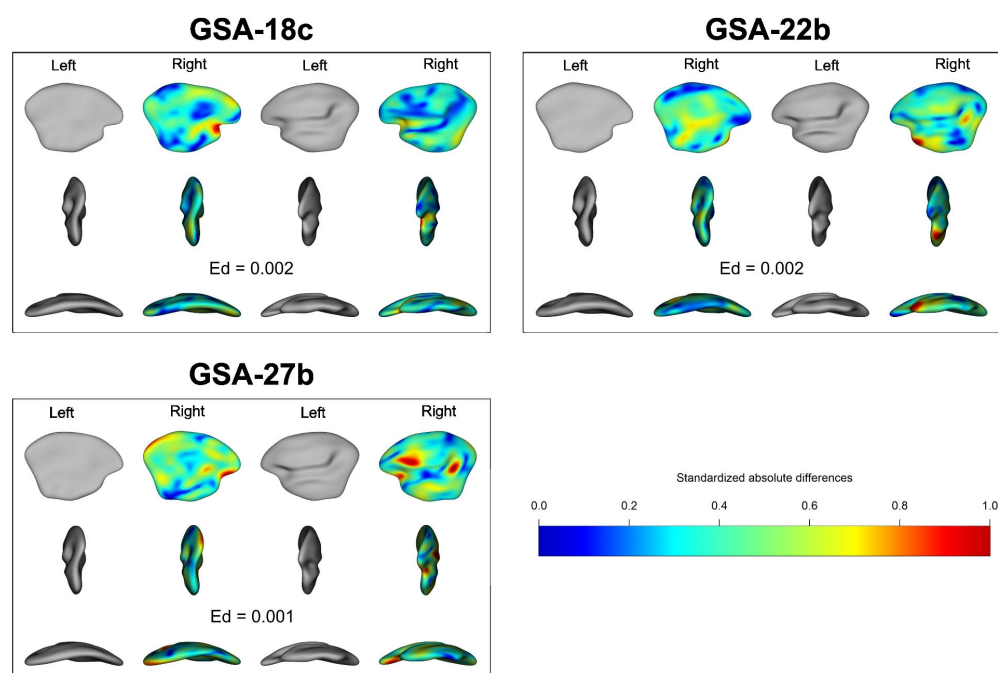 GSA-18c
Left Right Left Right
Ed = 0.002
GSA-22b
Left Right Left Right
Ed = 0.002
GSA-27b
Left Right Left Right
Ed = 0.001
Standardized absolute differences
0.0 0.2 0.4 0.6 0.8 1.0